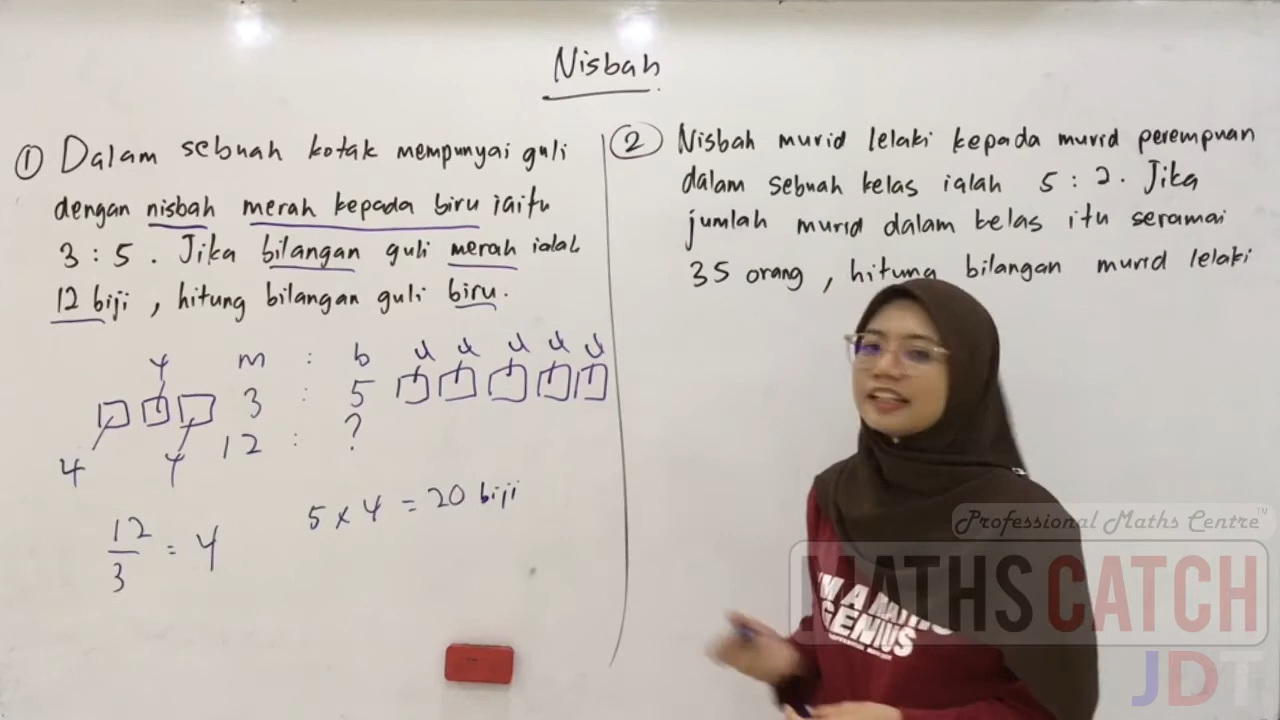 Nisbah
① Dalam sebuah kotak mempunyai guli
dengan nisbah merah kepada biru iaitu
3 : 5 . Jika bilangan guli merah ialah
12 biji , hitung bilangan guli biru.
4 m : b 4 4 4 4 4
3 : 5
12 : ?
4 4
12/3 = 4
5 x 4 = 20 biji
② Nisbah murid lelaki kepada murid perempuan
dalam sebuah kelas ialah 5 : 2. Jika
jumlah murid dalam kelas itu seramai
35 orang , hitung bilangan murid lelaki
I'M A MATHS
GENIUS
Professional Maths Centre™
MATHS CATCH
JDT